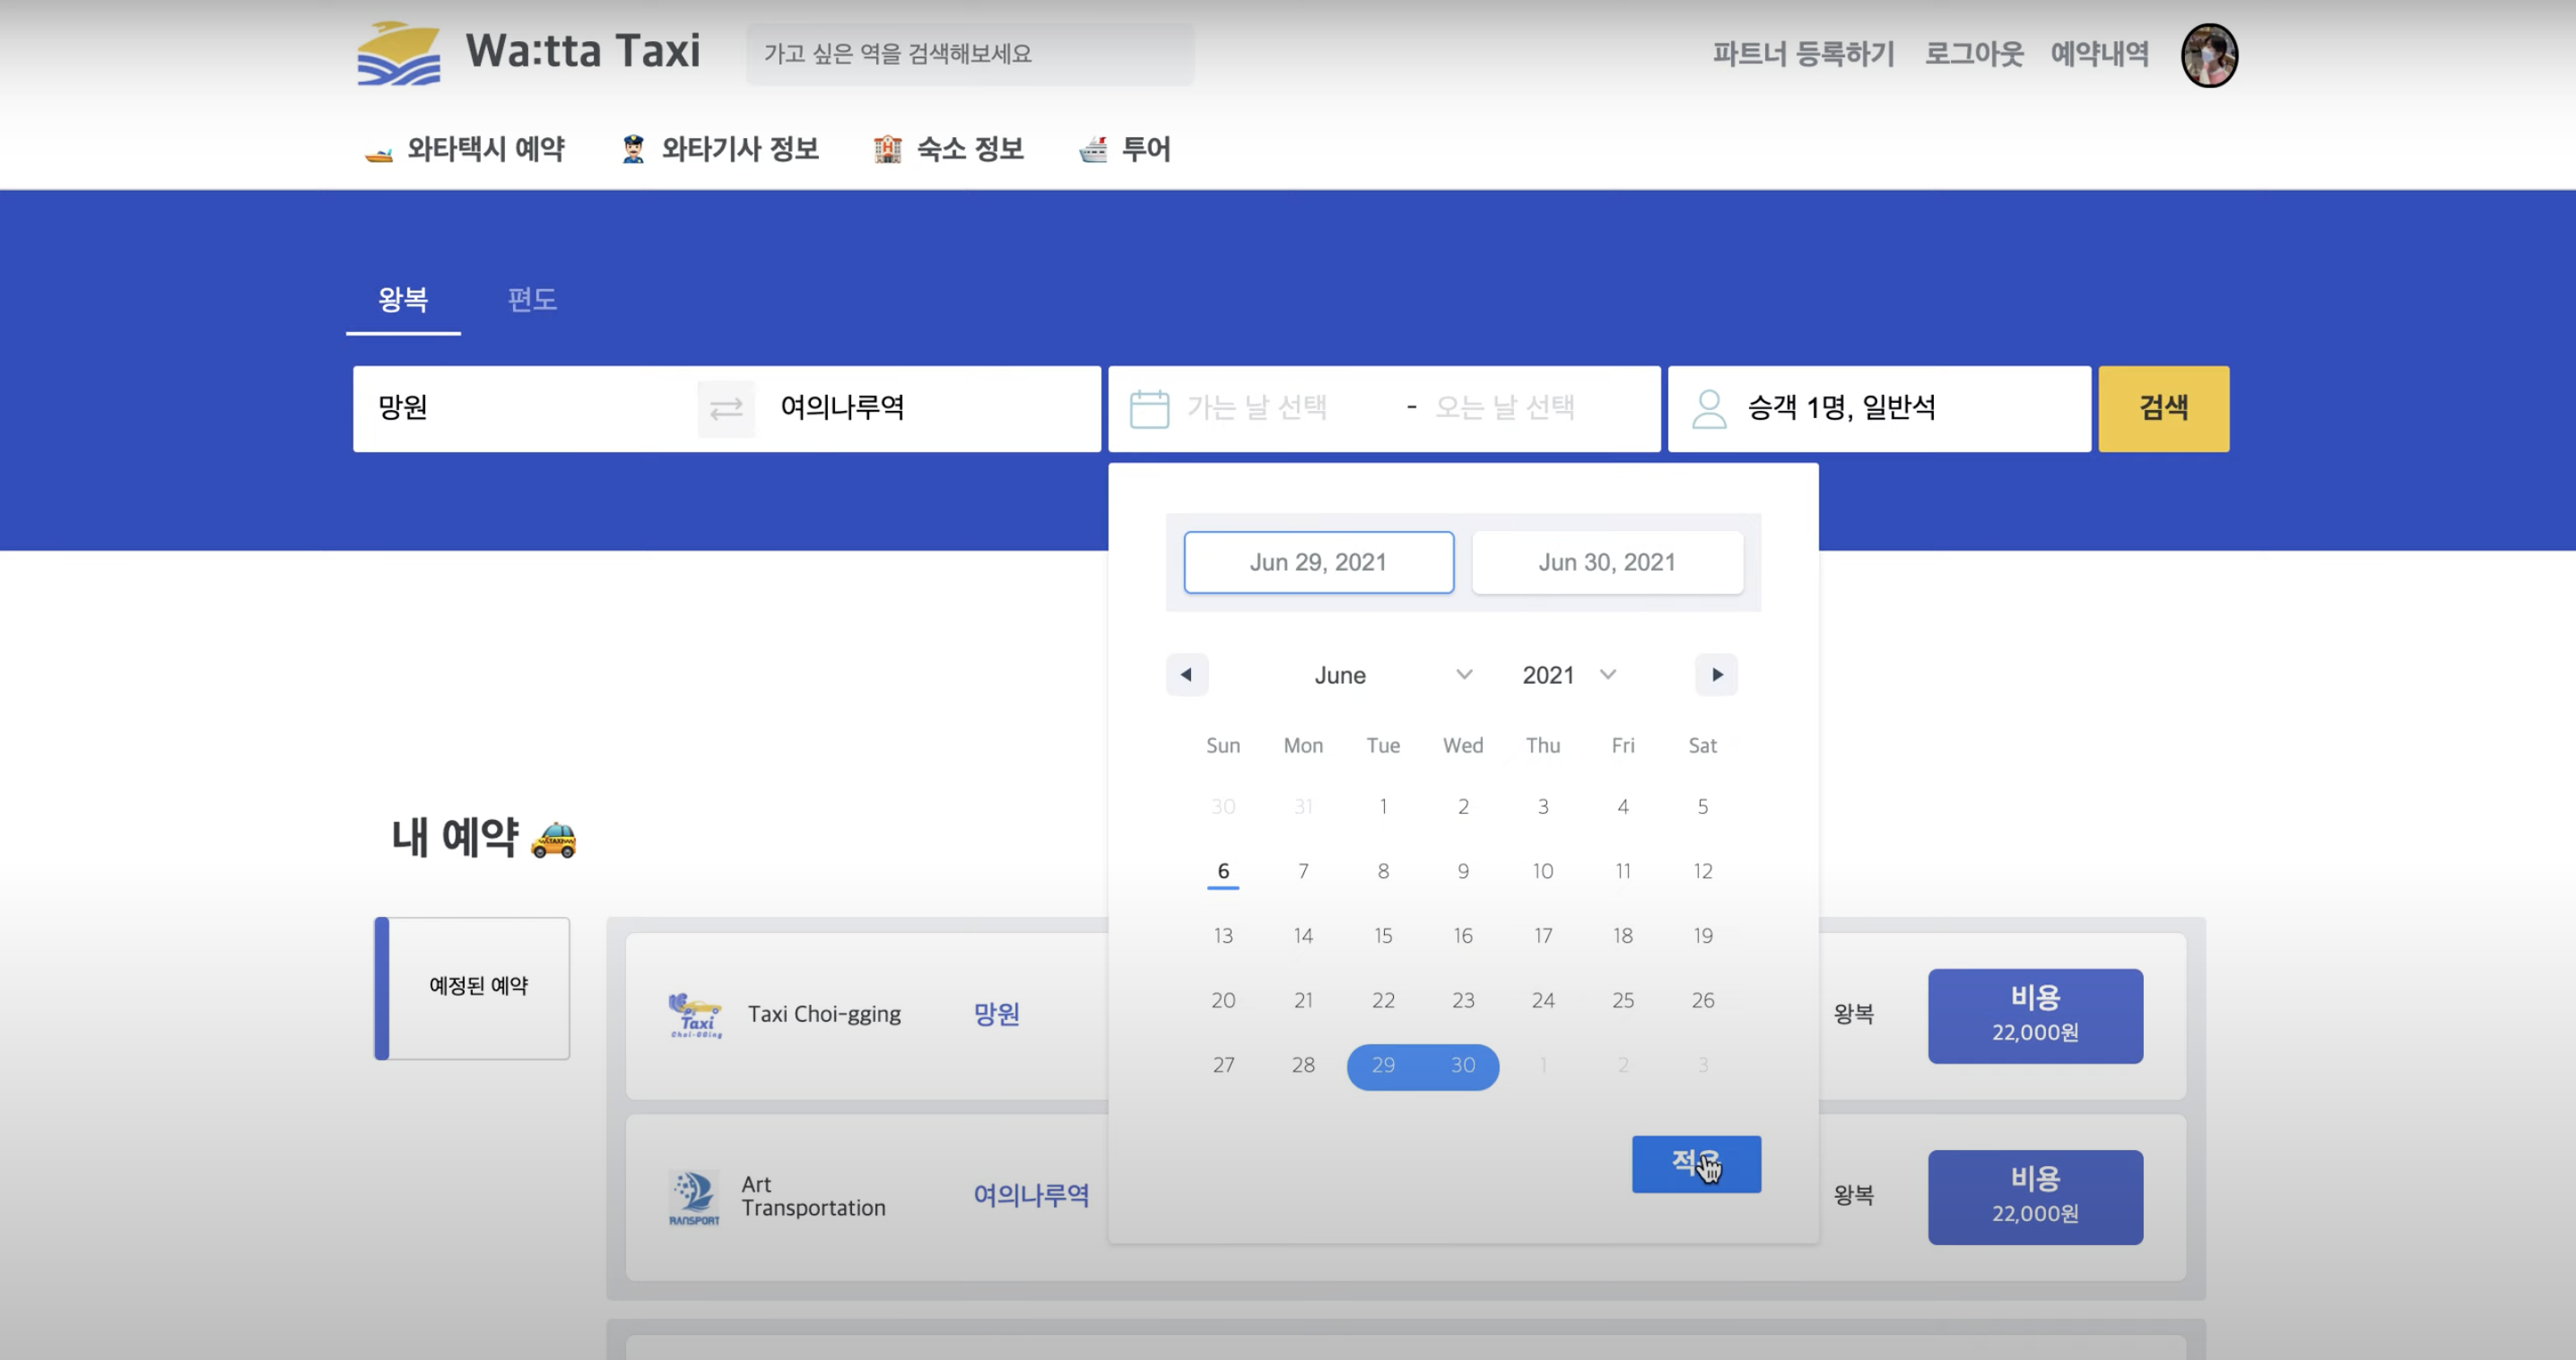 Wa:tta Taxi
가고 싶은 역을 검색해보세요
파트너 등록하기 로그아웃 예약내역
와타택시 예약 와타기사 정보 숙소 정보 투어
왕복 편도
망원 여의나루역 가는 날 선택 - 오는 날 선택 승객 1명, 일반석 검색
Jun 29, 2021 Jun 30, 2021
June 2021
Sun Mon Tue Wed Thu Fri Sat
30 31 1 2 3 4 5
6 7 8 9 10 11 12
13 14 15 16 17 18 19
20 21 22 23 24 25 26
27 28 29 30 1 2 3
내 예약
예정된 예약
Taxi
Choi-GGing
Taxi Choi-gging 망원 왕복
비용
22,000원
RANSPORT
Art
Transportation
여의나루역 왕복
비용
22,000원